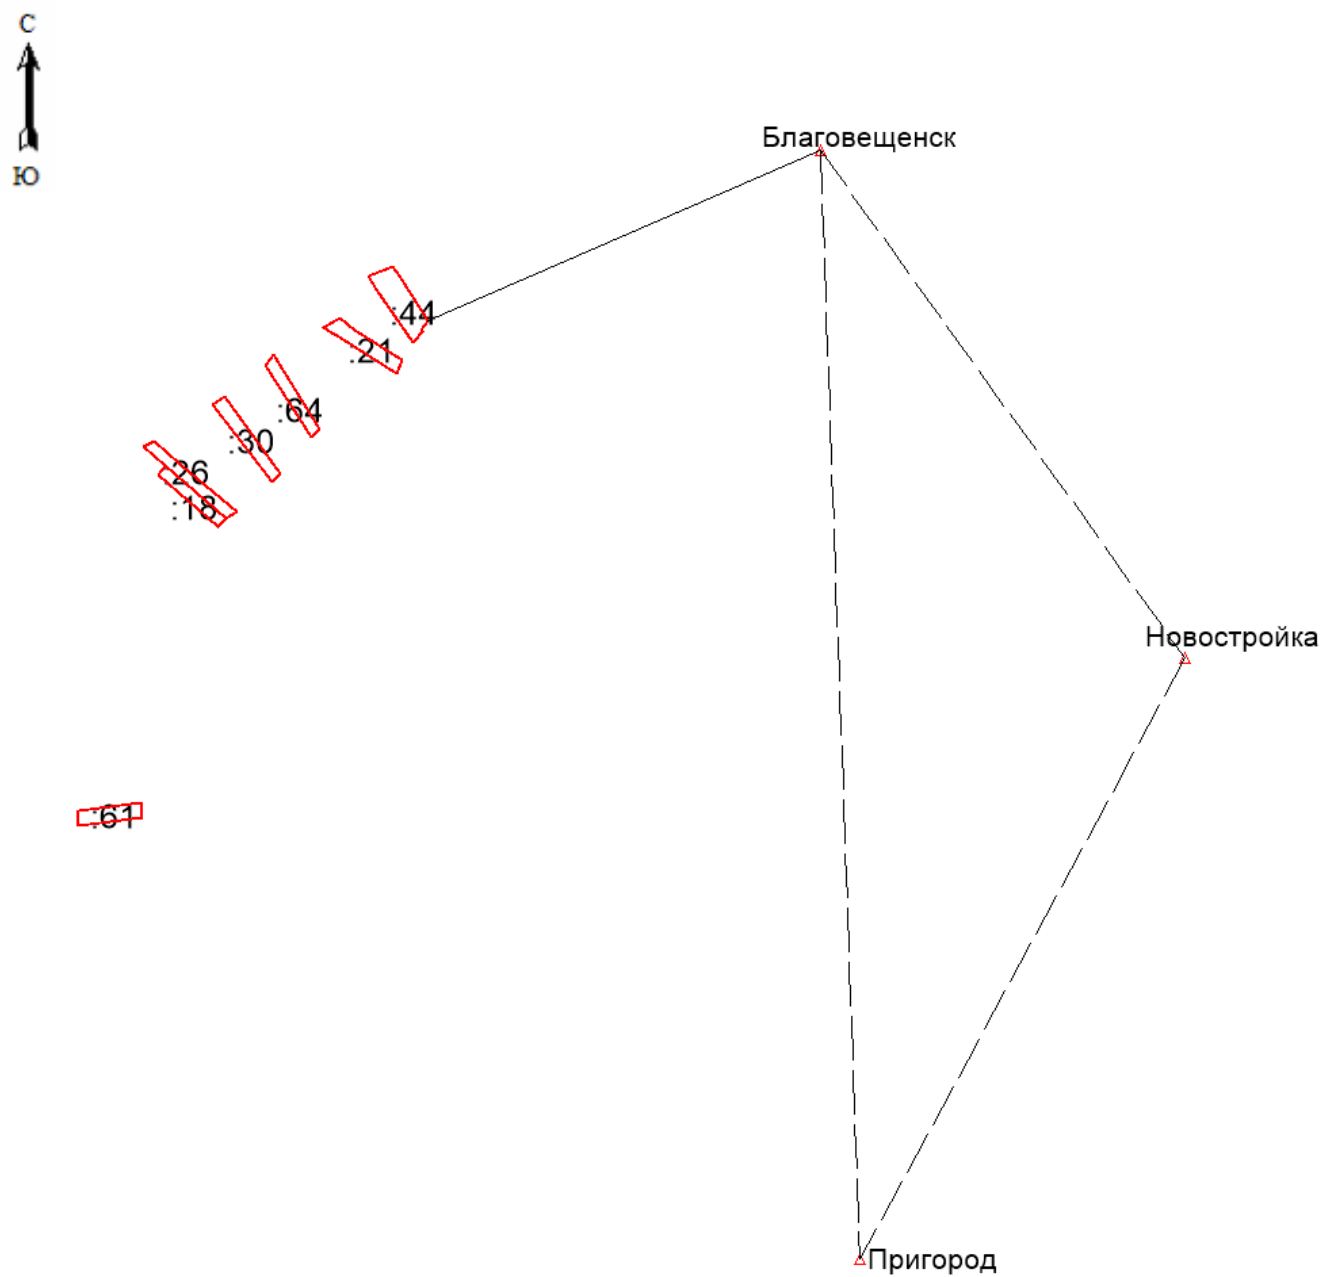 С
Ю
Благовещенск
:44
:21
:64
:30
:26
:18
Новостройка
:61
Пригород